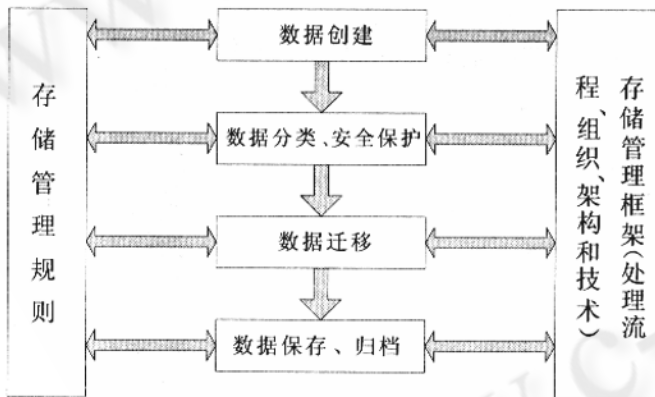 存储管理规则
数据创建
数据分类、安全保护
数据迁移
数据保存、归档
存储管理框架(处理流
程、组织、架构和技术)